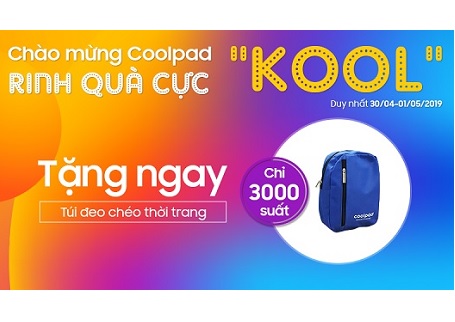 Chào mừng Coolpad
RINH QUÀ CỰC
"KOOL"
Duy nhất 30/04-01/05/2019
Tặng ngay
Túi đeo chéo thời trang
Chỉ
3000
suất
coolpad